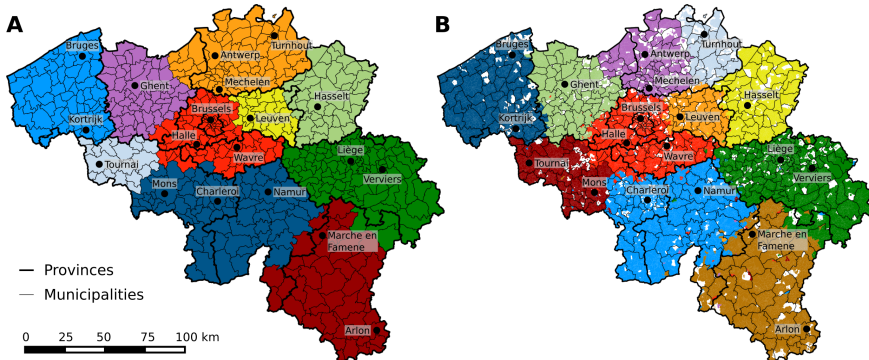 A
Bruges
Turnhout
Antwerp
Ghent
Mechelen
Hasselt
Brussels
Kortrijk
Leuven
Halle
Wavre
Tournai
Liège
Mons
Charleroi
Namur
Verviers
Marche en
Famene
Arlon
Provinces
Municipalities
0 25 50 75 100 km
B
Bruges
Turnhout
Antwerp
Ghent
Mechelen
Hasselt
Brussels
Kortrijk
Leuven
Halle
Wavre
Tournai
Liège
Mons
Charleroi
Namur
Verviers
Marche en
Famene
Arlon